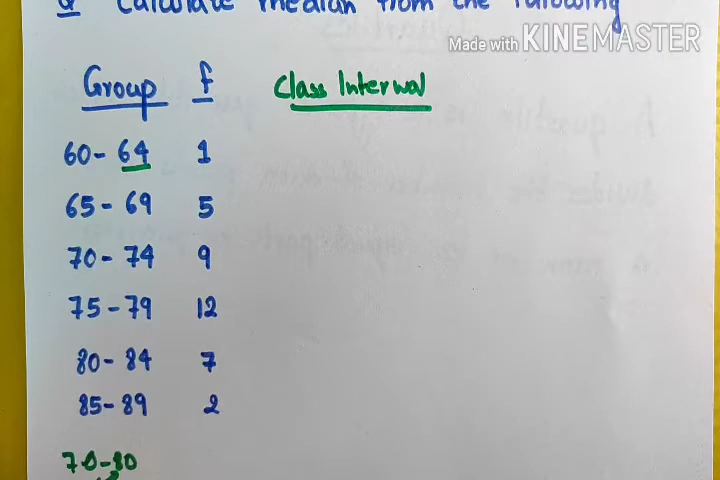 Q Calculate median from the following
Made with KINEMASTER
Group f Class Interval
60-64 1
65-69 5
70-74 9
75-79 12
80-84 7
85-89 2
70-80